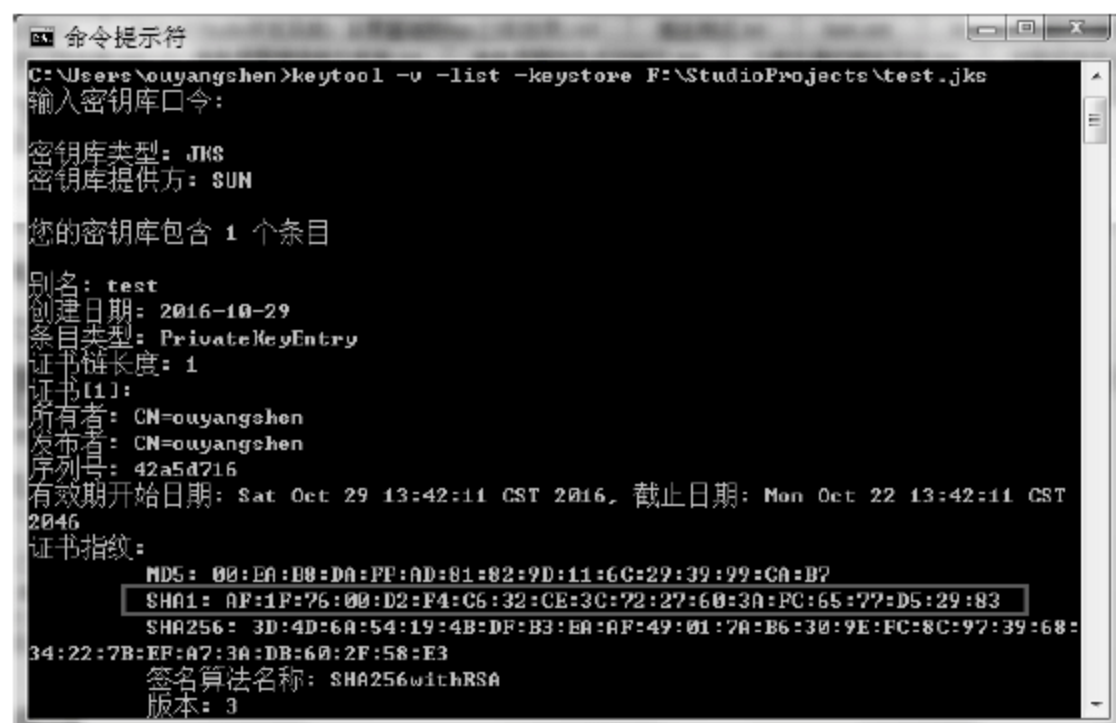 命令提示符
C:\Users\ouyangshen>keytool -v -list -keystore F:\StudioProjects\test.jks
输入密钥库口令:
密钥库类型: JKS
密钥库提供方: SUN
您的密钥库包含 1 个条目
别名: test
创建日期: 2016-10-29
条目类型: PrivateKeyEntry
证书链长度: 1
证书[1]:
所有者: CN=ouyangshen
发布者: CN=ouyangshen
序列号: 42a5d716
有效期开始日期: Sat Oct 29 13:42:11 CST 2016, 截止日期: Mon Oct 22 13:42:11 CST
2046
证书指纹:
MD5: 00:EA:B8:DA:FF:AD:81:82:9D:11:6C:29:39:99:CA:B7
SHA1: AF:1F:76:00:D2:F4:C6:32:CE:3C:72:27:60:3A:FC:65:77:D5:29:83
SHA256: 3D:4D:6A:54:19:4B:DF:B3:EA:AF:49:01:7A:B6:30:9E:FC:8C:97:39:68:
34:22:7B:EF:A7:3A:DB:60:2F:58:E3
签名算法名称: SHA256withRSA
版本: 3